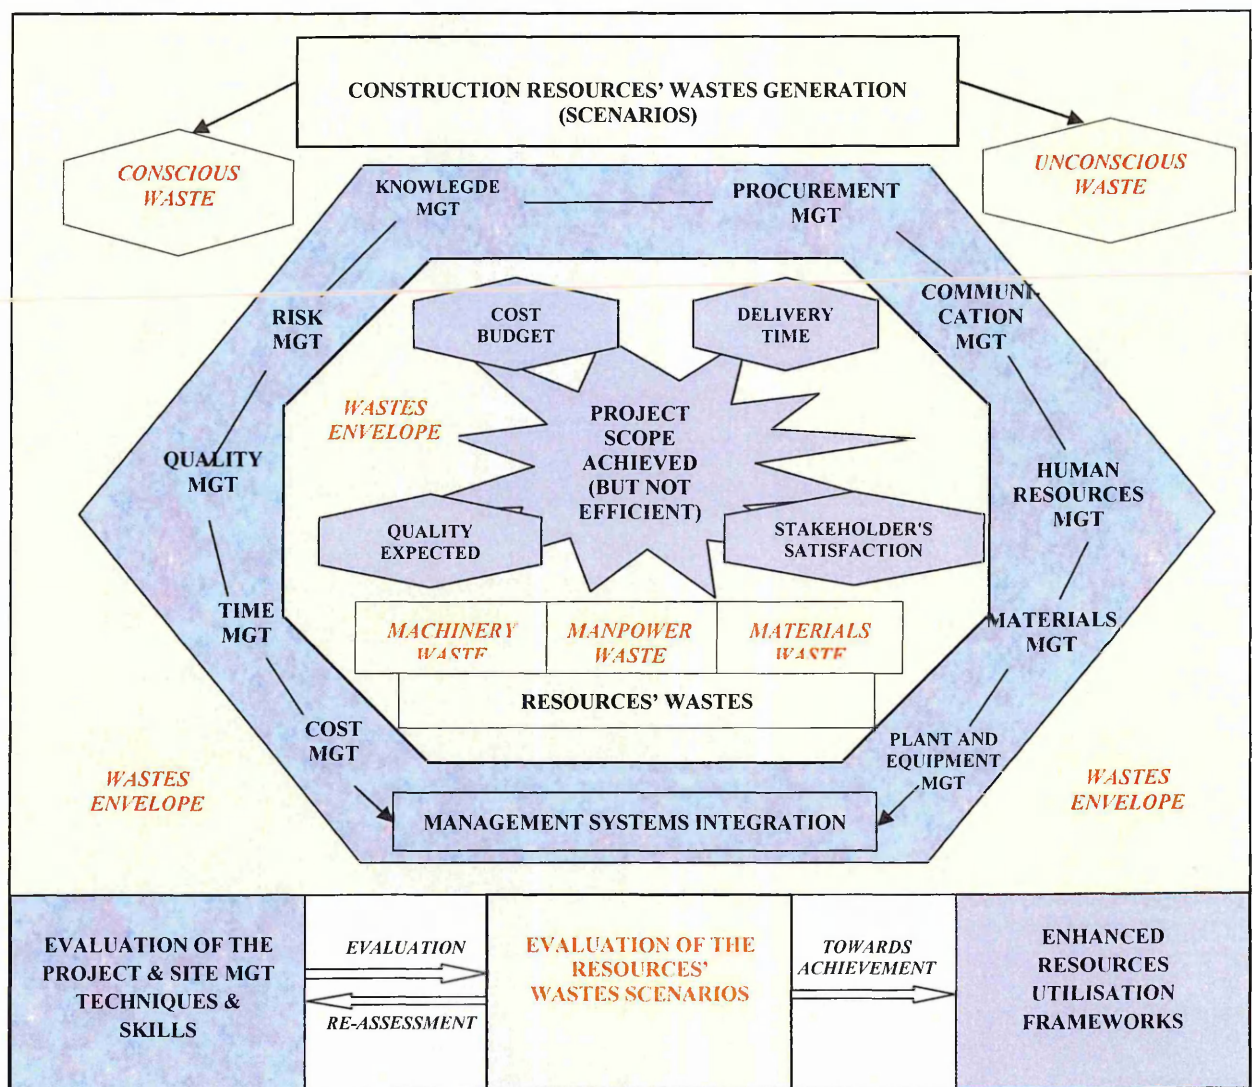 CONSTRUCTION RESOURCES' WASTES GENERATION
(SCENARIOS)
CONSCIOUS
WASTE
UNCONSCIOUS
WASTE
KNOWLEGDE
MGT
PROCUREMENT
MGT
RISK
MGT
COMMUNI-
CATION
MGT
COST
BUDGET
DELIVERY
TIME
WASTES
ENVELOPE
PROJECT
SCOPE
ACHIEVED
(BUT NOT
EFFICIENT)
QUALITY
MGT
HUMAN
RESOURCES
MGT
QUALITY
EXPECTED
STAKEHOLDER'S
SATISFACTION
TIME
MGT
MATERIALS
MGT
MACHINERY
WASTE
MANPOWER
WASTE
MATERIALS
WASTE
RESOURCES' WASTES
COST
MGT
PLANT AND
EQUIPMENT
MGT
WASTES
ENVELOPE
WASTES
ENVELOPE
MANAGEMENT SYSTEMS INTEGRATION
EVALUATION OF THE
PROJECT & SITE MGT
TECHNIQUES &
SKILLS
EVALUATION
RE-ASSESSMENT
EVALUATION OF THE
RESOURCES'
WASTES SCENARIOS
TOWARDS
ACHIEVEMENT
ENHANCED
RESOURCES
UTILISATION
FRAMEWORKS